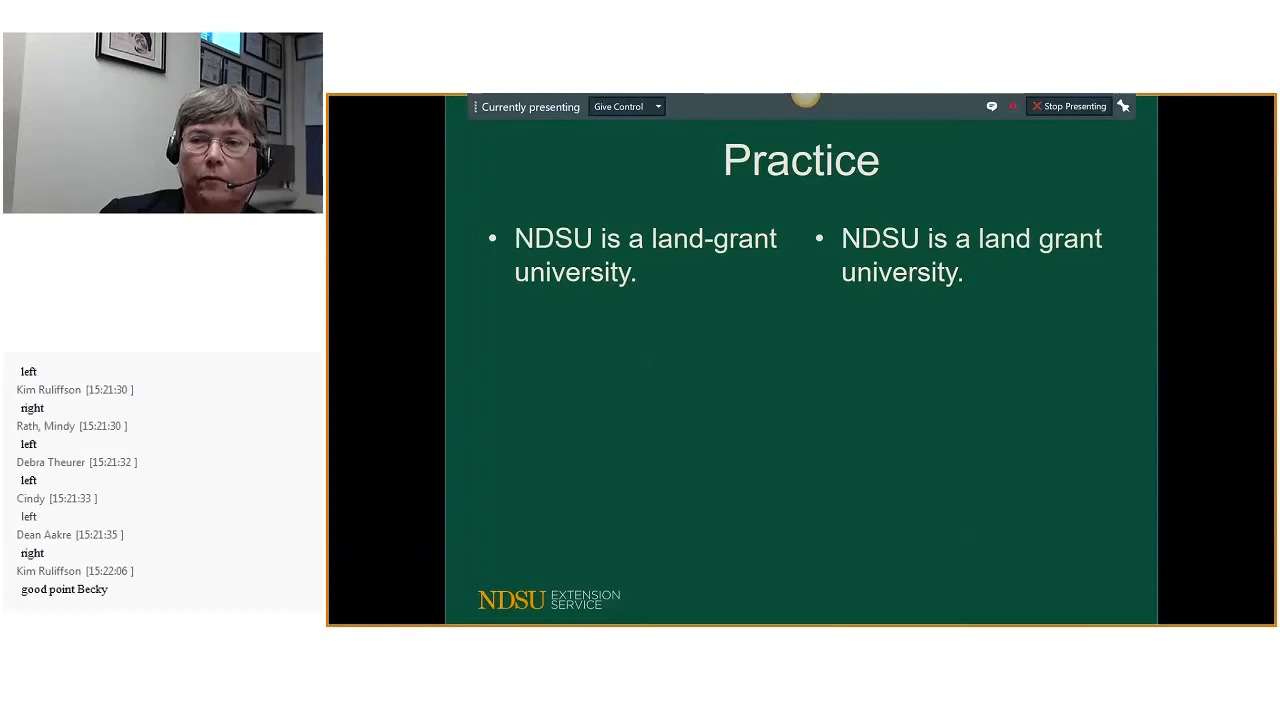 Currently presenting
Give Control
Stop Presenting
Practice
• NDSU is a land-grant
university.
• NDSU is a land grant
university.
NDSU EXTENSION
SERVICE
left
Kim Ruliffson [15:21:30 ]
right
Rath, Mindy [15:21:30 ]
left
Debra Theurer [15:21:32 ]
left
Cindy [15:21:33 ]
left
Dean Aakre [15:21:35 ]
right
Kim Ruliffson [15:22:06 ]
good point Becky